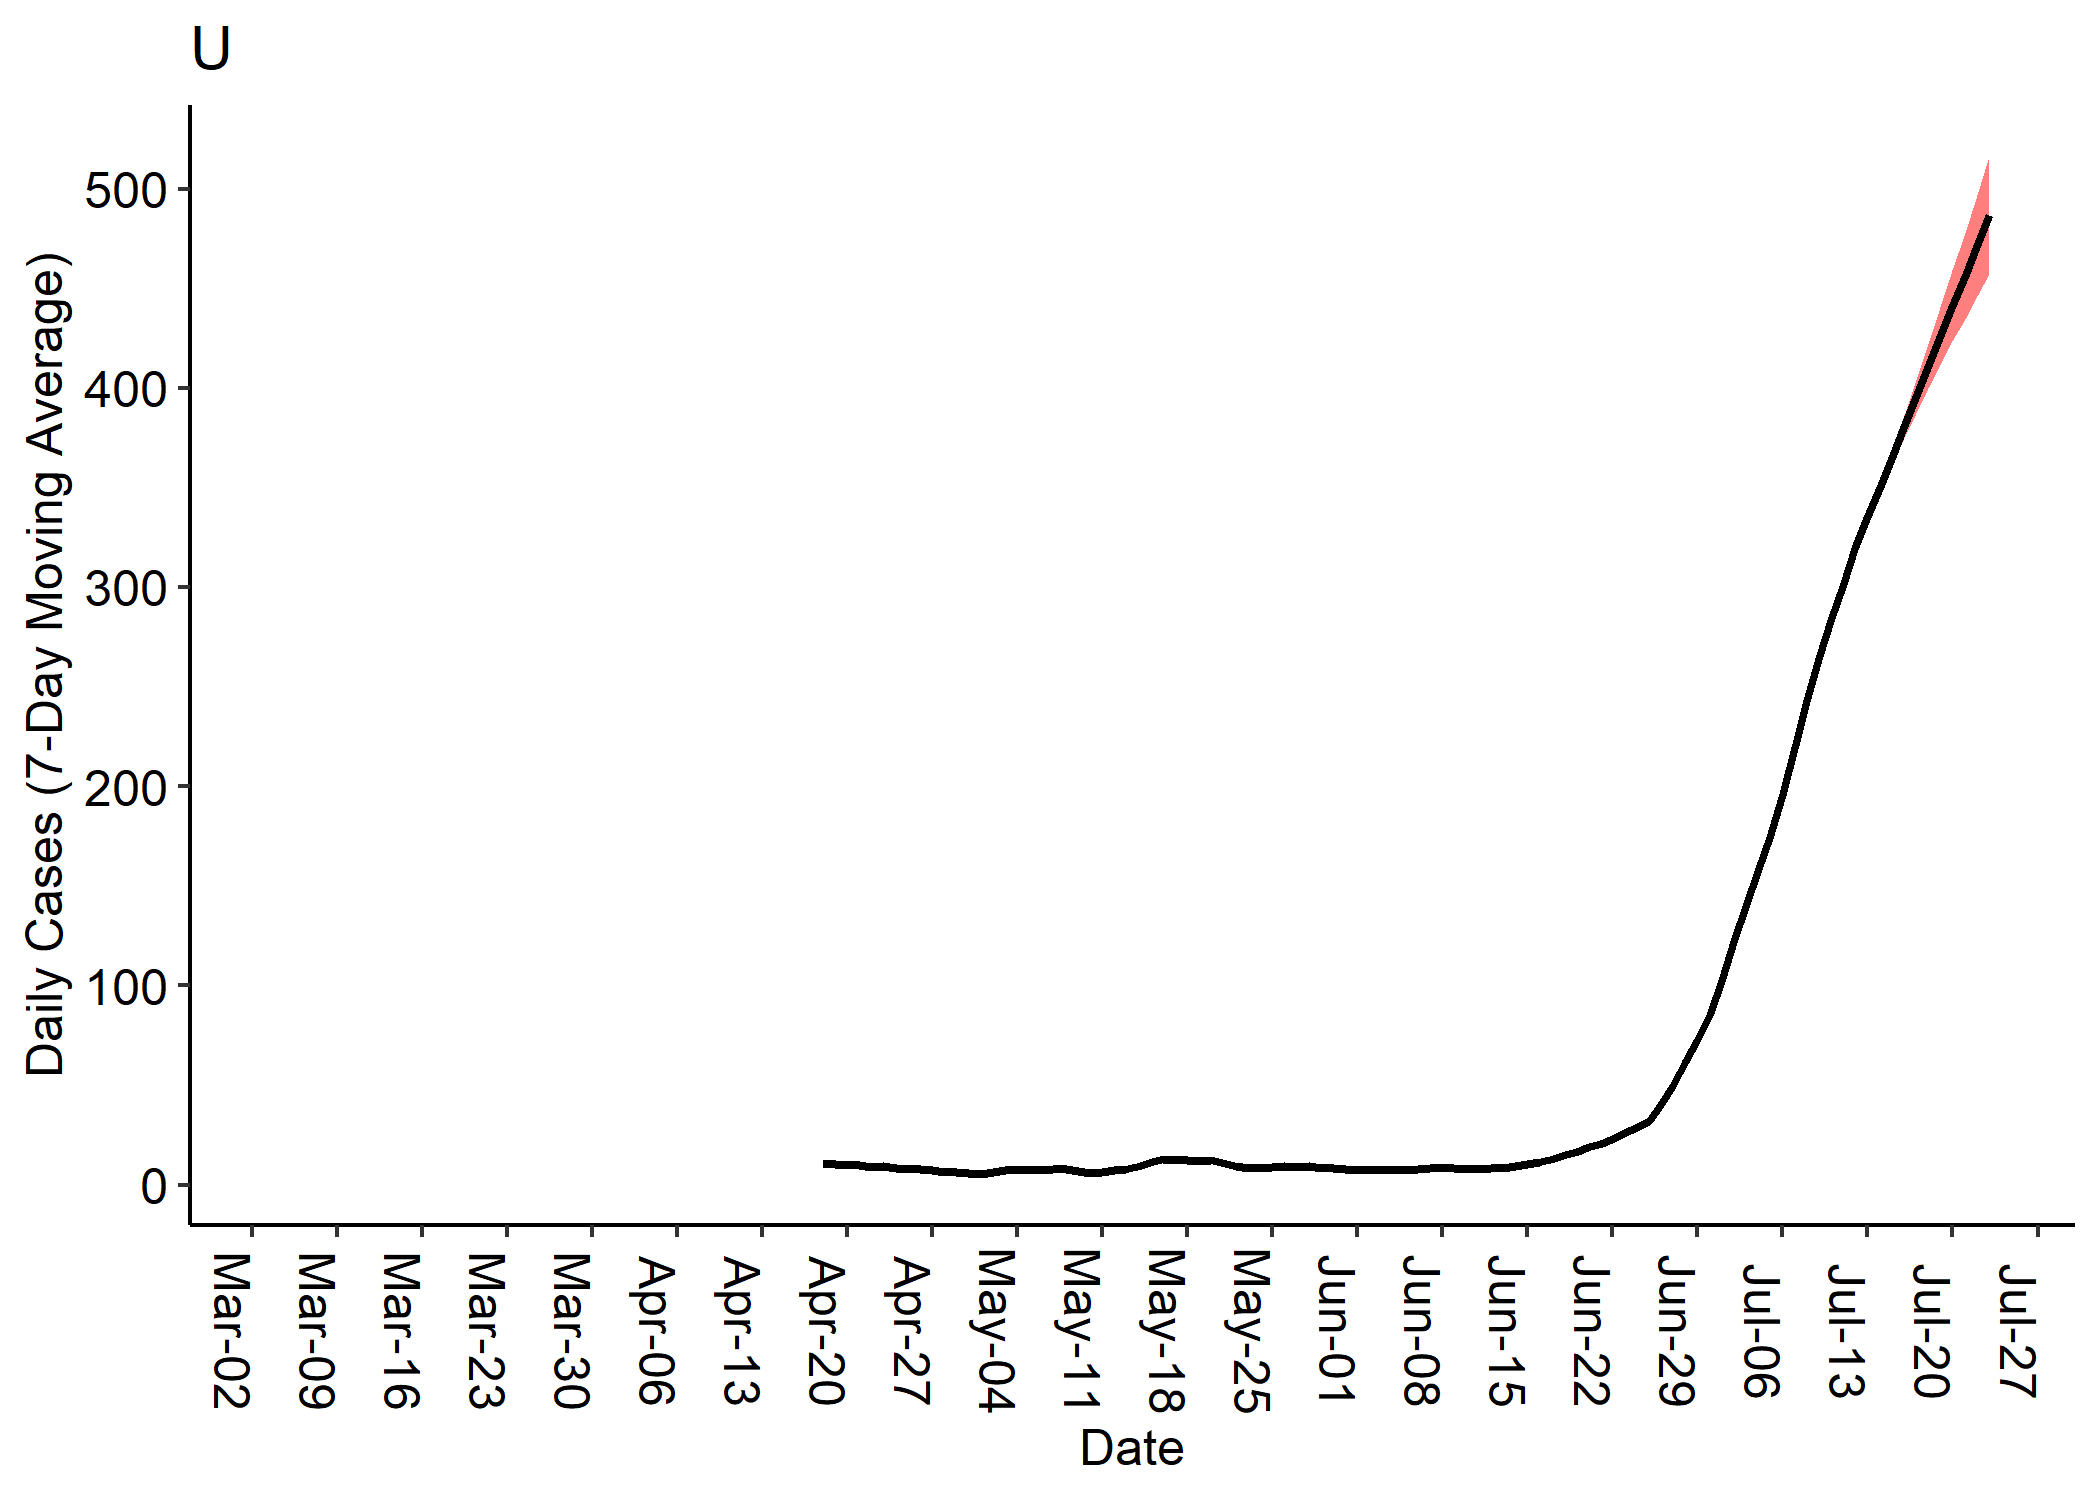 U
Daily Cases (7-Day Moving Average)
500
400
300
200
100
0
Mar-02
Mar-09
Mar-16
Mar-23
Mar-30
Apr-06
Apr-13
Apr-20
Apr-27
May-04
May-11
May-18
May-25
Jun-01
Jun-08
Jun-15
Jun-22
Jun-29
Jul-06
Jul-13
Jul-20
Jul-27
Date